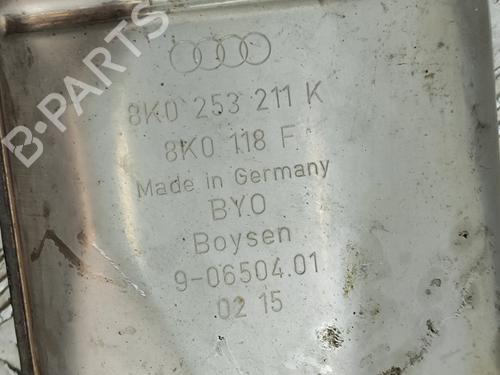 B-PARTS
8K0 253 211 K
8K0 118 F
Made in Germany
BYO
Boysen
9-06504.01
02 15